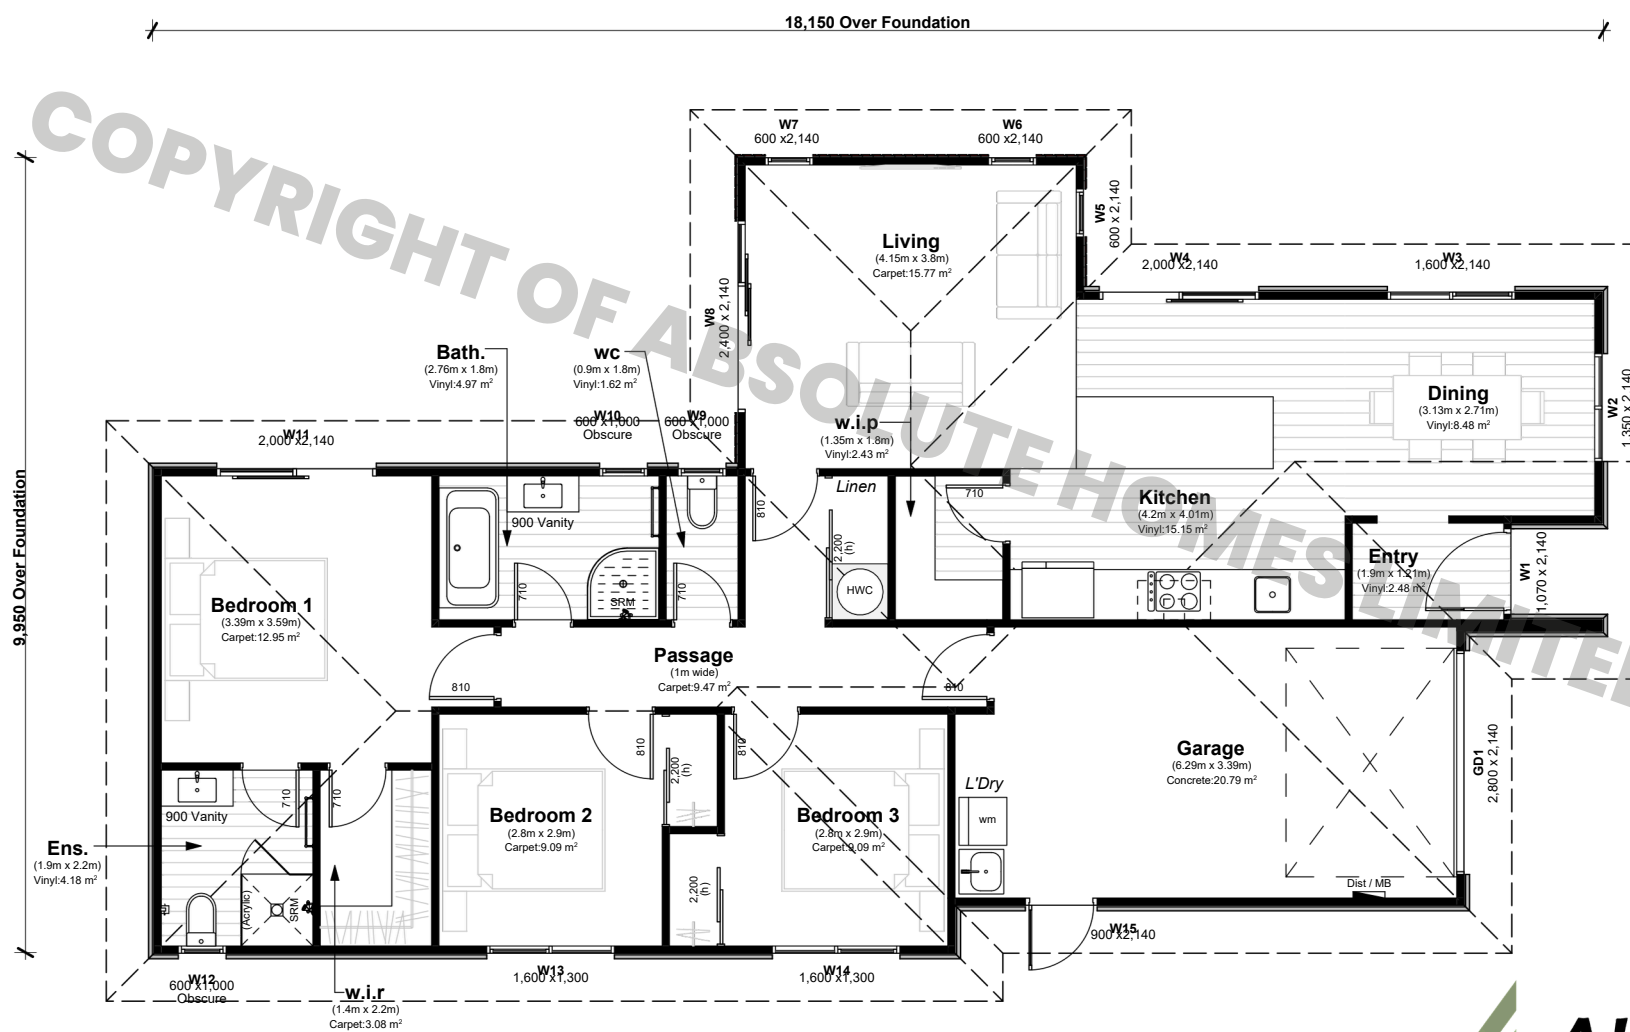 18,150 Over Foundation
9,950 Over Foundation
COPYRIGHT OF ABSOLUTE HOMES LIMITE
W7
600 x2,140
W6
600 x2,140
W5
600 x 2,140
W4
2,000 x2,140
W3
1,600 x2,140
Living
(4.15m x 3.8m)
Carpet:15.77 m²
W8
2,400 x 2,140
Bath.
(2.76m x 1.8m)
Vinyl:4.97 m²
wc
(0.9m x 1.8m)
Vinyl:1.62 m²
w.i.p
(1.35m x 1.8m)
Vinyl:2.43 m²
Dining
(3.13m x 2.71m)
Vinyl:8.48 m²
W2
1,350 x 2,140
W11
2,000 x2,140
W10
600 x1,000
Obscure
W9
600 x1,000
Obscure
Linen
2,200
(h)
HWC
810
710
Kitchen
(4.2m x 4.01m)
Vinyl:15.15 m²
Entry
(1.9m x 1.21m)
Vinyl:2.48 m²
W1
1,070 x 2,140
900 Vanity
SRM
710
710
Bedroom 1
(3.39m x 3.59m)
Carpet:12.95 m²
Passage
(1m wide)
Carpet:9.47 m²
810
810
Garage
(6.29m x 3.39m)
Concrete:20.79 m²
GD1
2,800 x 2,140
810
2,200
(h)
810
L'Dry
wm
710
710
900 Vanity
Bedroom 2
(2.8m x 2.9m)
Carpet:9.09 m²
Bedroom 3
(2.8m x 2.9m)
Carpet:9.09 m²
Ens.
(1.9m x 2.2m)
Vinyl:4.18 m²
(Acrylic)
SRM
2,200
(h)
Dist / MB
W15
900 x2,140
W12
600 x1,000
Obscure
w.i.r
(1.4m x 2.2m)
Carpet:3.08 m²
W13
1,600 x1,300
W14
1,600 x1,300